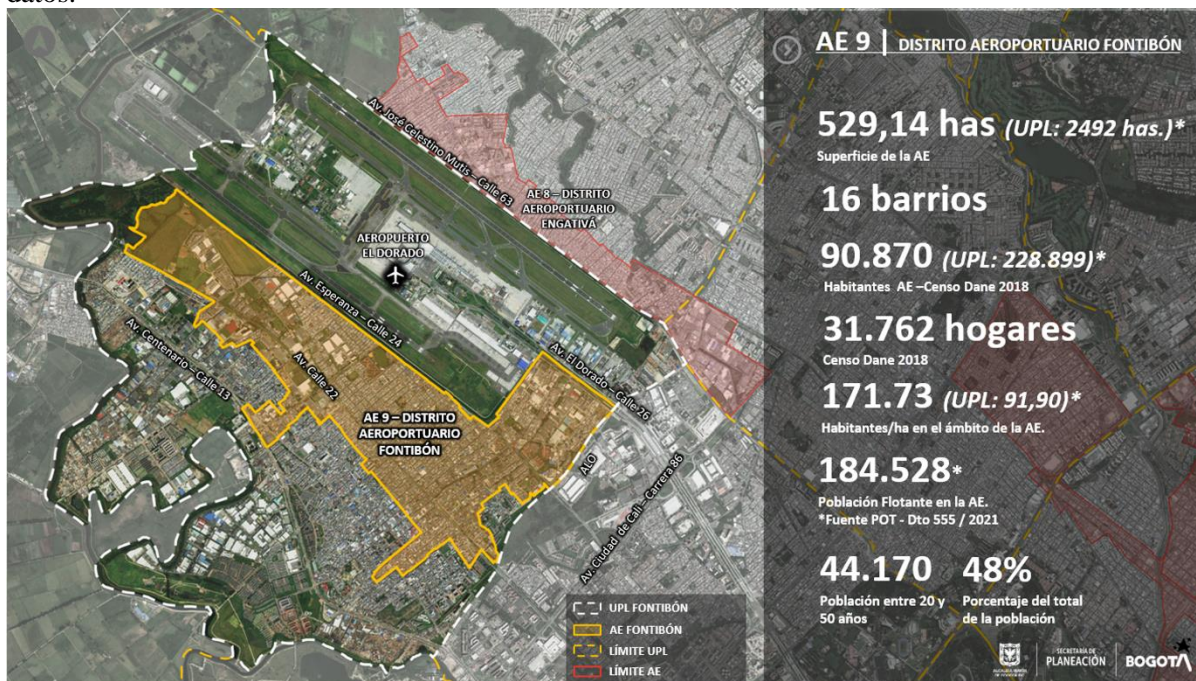 datos.
AE 9 | DISTRITO AEROPORTUARIO FONTIBÓN
529,14 has (UPL: 2492 has.)*
Superficie de la AE
16 barrios
90.870 (UPL: 228.899)*
Habitantes AE –Censo Dane 2018
31.762 hogares
Censo Dane 2018
171.73 (UPL: 91,90)*
Habitantes/ha en el ámbito de la AE.
184.528*
Población Flotante en la AE.
*Fuente POT - Dto 555 / 2021
44.170
Población entre 20 y
50 años
48%
Porcentaje del total
de la población
SECRETARÍA DE
PLANEACIÓN
BOGOTÁ
Av. José Celestino Mutis – Calle 63
AE 8 – DISTRITO
AEROPORTUARIO
ENGATIVÁ
AEROPUERTO
EL DORADO
Av. Esperanza – Calle 24
Av. El Dorado – Calle 26
Av. Centenario – Calle 13
Av. Calle 22
AE 9 – DISTRITO
AEROPORTUARIO
FONTIBÓN
ALO
Av. Ciudad de Cali – Carrera 86
UPL FONTIBÓN
AE FONTIBÓN
LÍMITE UPL
LÍMITE AE